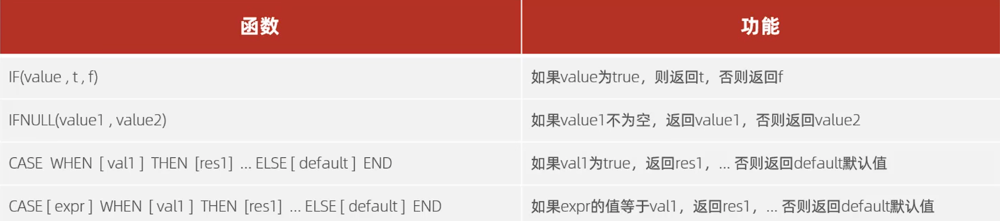 函数
功能
IF(value , t , f)
如果value为true，则返回t，否则返回f
IFNULL(value1 , value2)
如果value1不为空，返回value1，否则返回value2
CASE WHEN [ val1 ] THEN [res1] ... ELSE [ default ] END
如果val1为true，返回res1，... 否则返回default默认值
CASE [ expr ] WHEN [ val1 ] THEN [res1] ... ELSE [ default ] END
如果expr的值等于val1，返回res1，... 否则返回default默认值